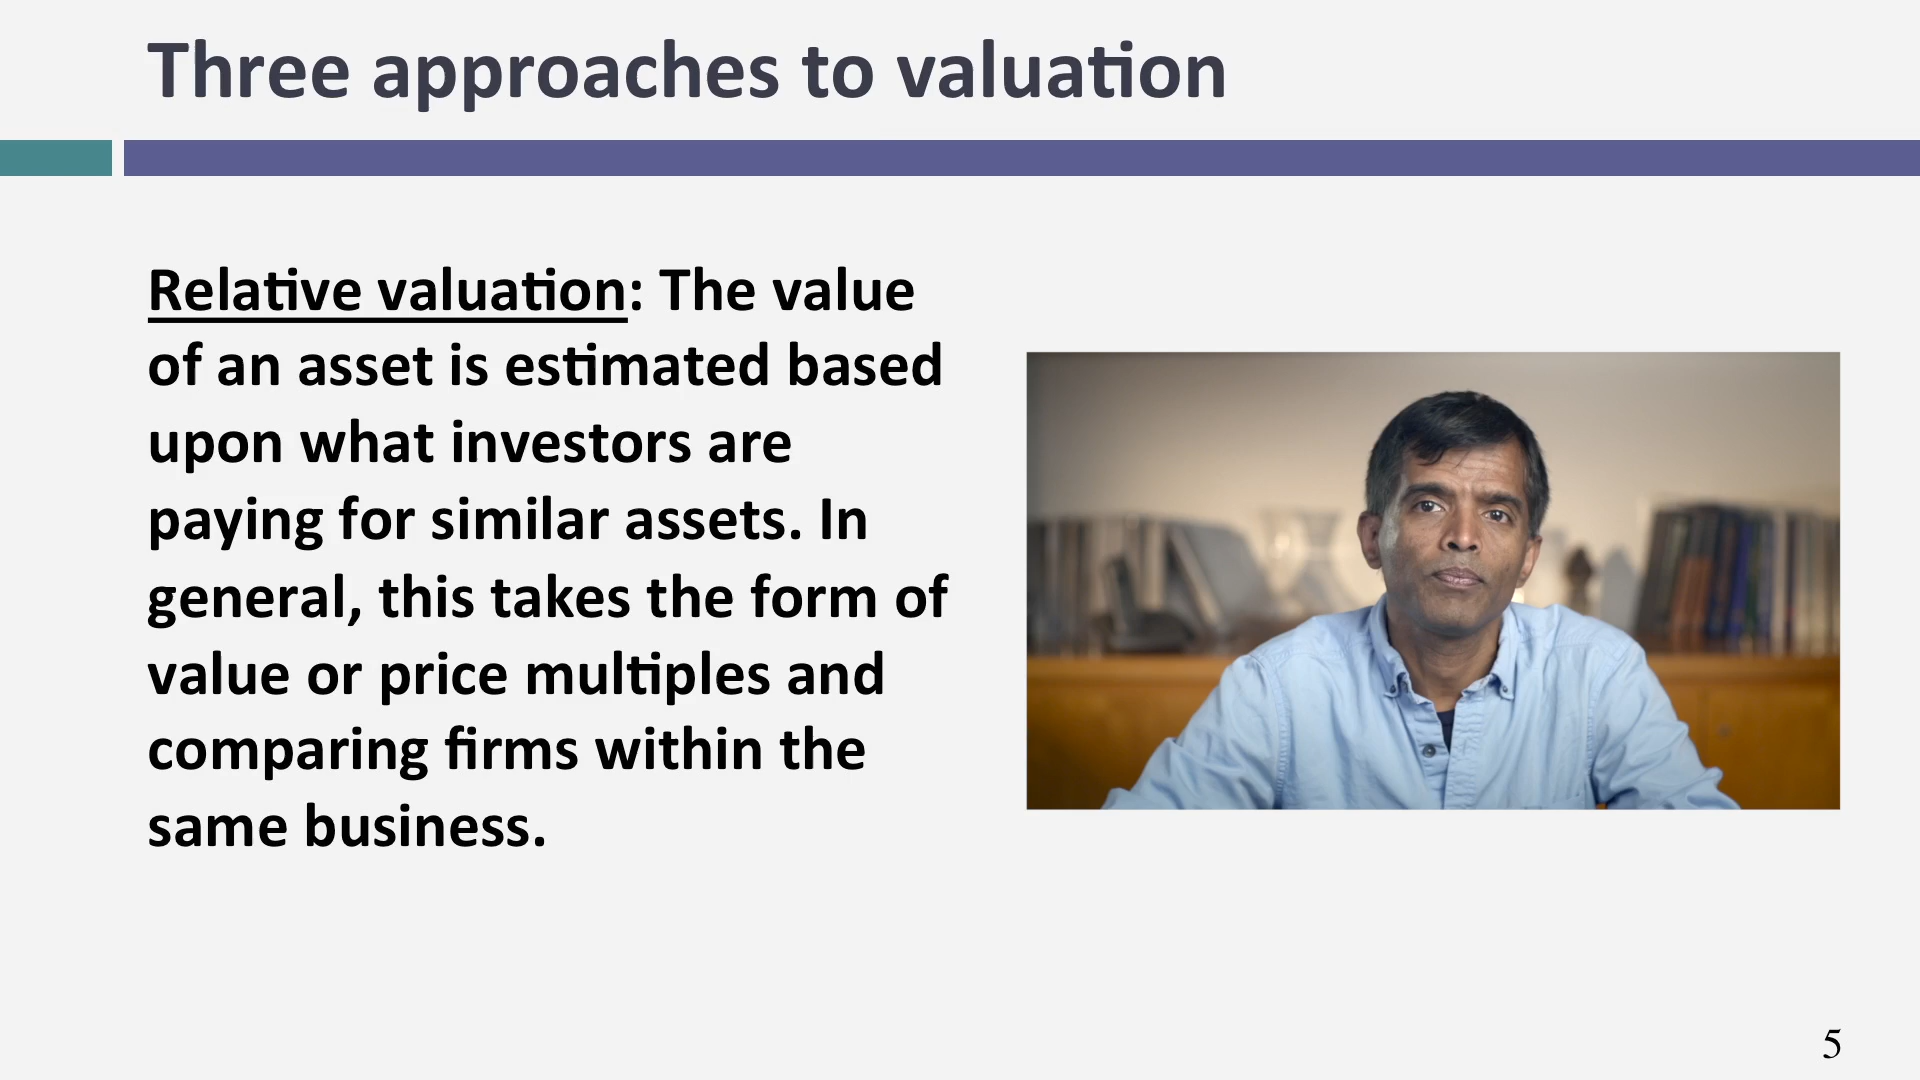 Three approaches to valuation
Relative valuation: The value
of an asset is estimated based
upon what investors are
paying for similar assets. In
general, this takes the form of
value or price multiples and
comparing firms within the
same business.
5